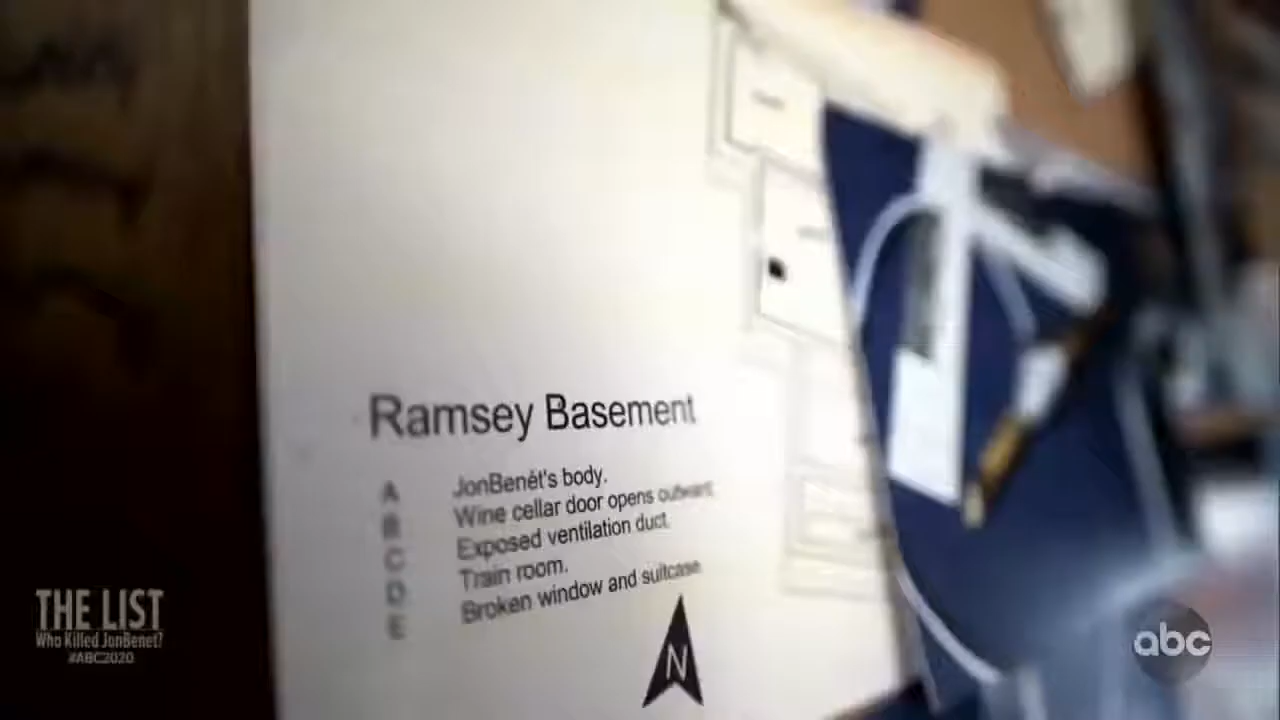 Ramsey Basement
A JonBenét's body.
B Wine cellar door opens outward.
C Exposed ventilation duct.
D Train room.
E Broken window and suitcase
N
THE LIST
Who Killed JonBenet?
#ABC2020
abc